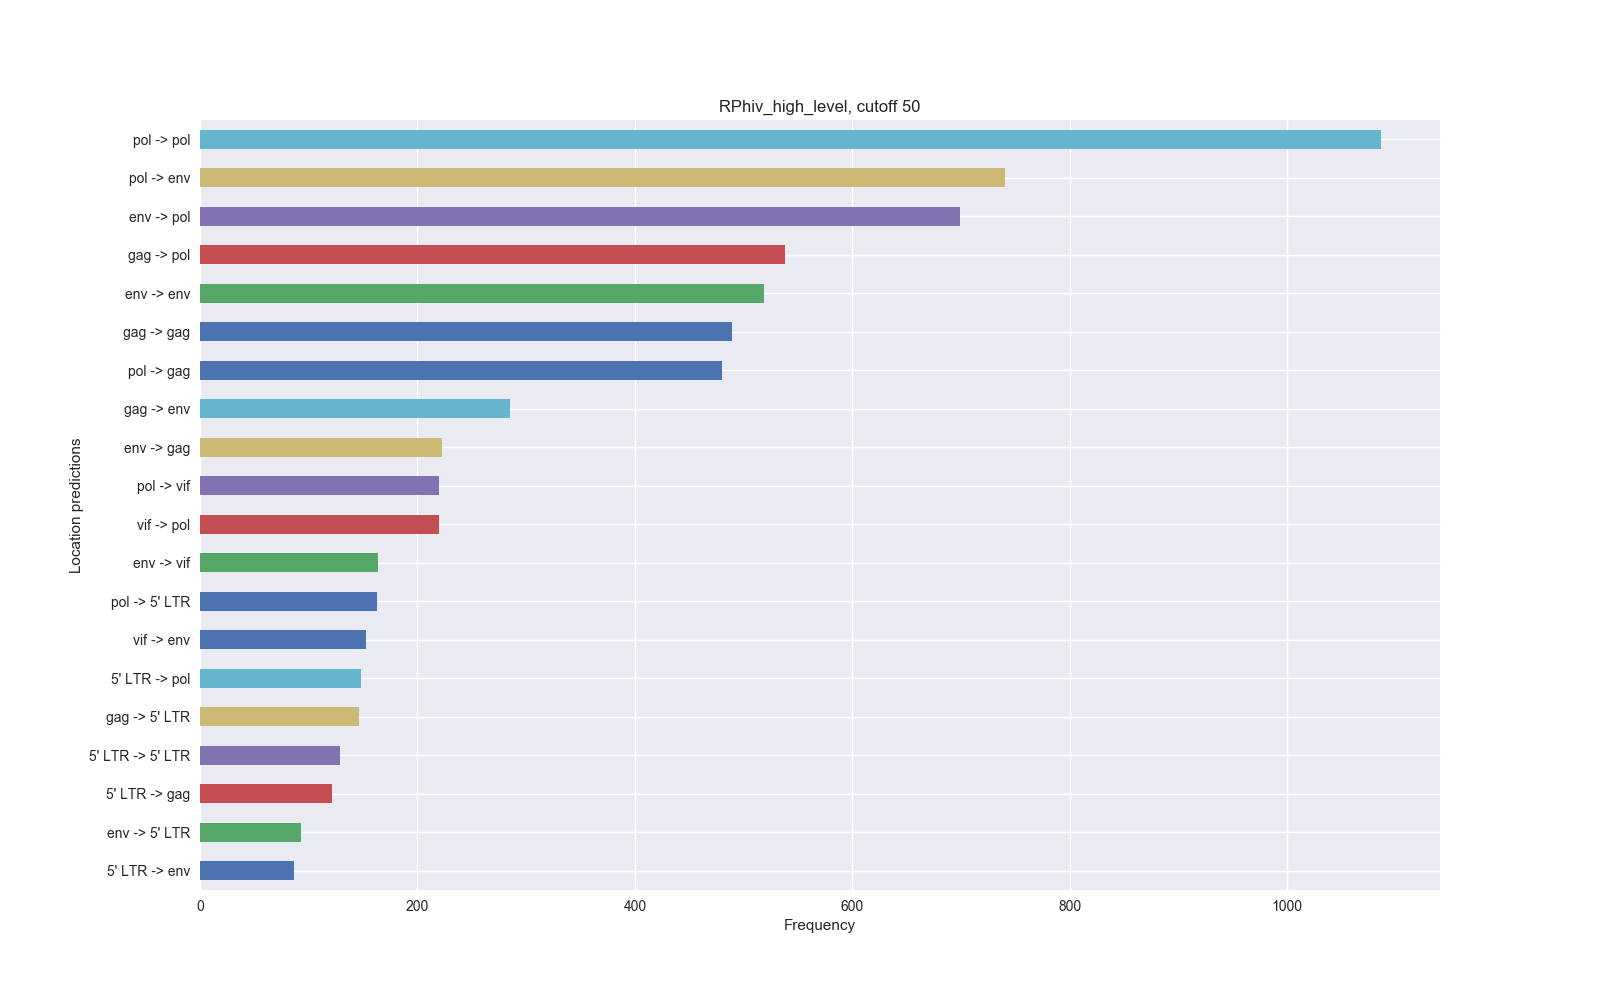 RPhiv_high_level, cutoff 50
pol -> pol
pol -> env
env -> pol
gag -> pol
env -> env
gag -> gag
pol -> gag
gag -> env
env -> gag
pol -> vif
vif -> pol
env -> vif
pol -> 5' LTR
vif -> env
5' LTR -> pol
gag -> 5' LTR
5' LTR -> 5' LTR
5' LTR -> gag
env -> 5' LTR
5' LTR -> env
Location predictions
0 200 400 600 800 1000
Frequency